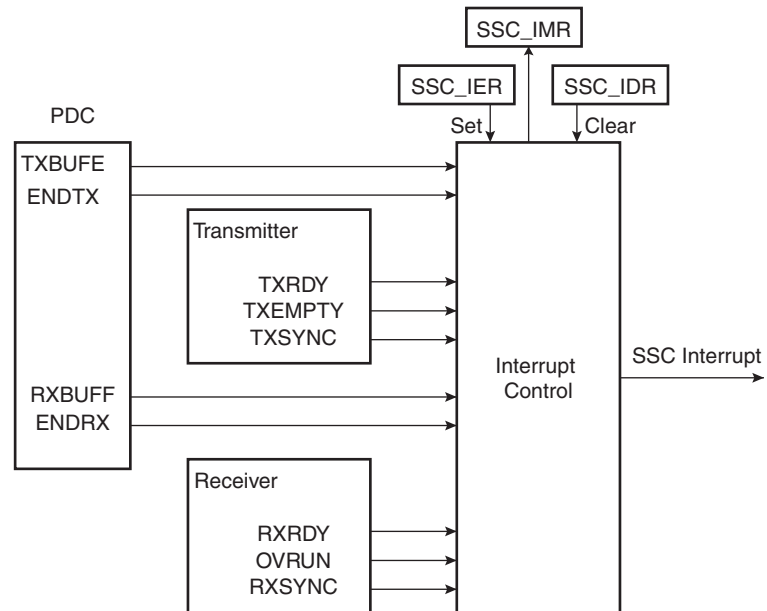 SSC_IMR
SSC_IER
SSC_IDR
PDC
Set
Clear
TXBUFE
ENDTX
Transmitter
TXRDY
TXEMPTY
TXSYNC
RXBUFF
ENDRX
Interrupt
Control
SSC Interrupt
Receiver
RXRDY
OVRUN
RXSYNC